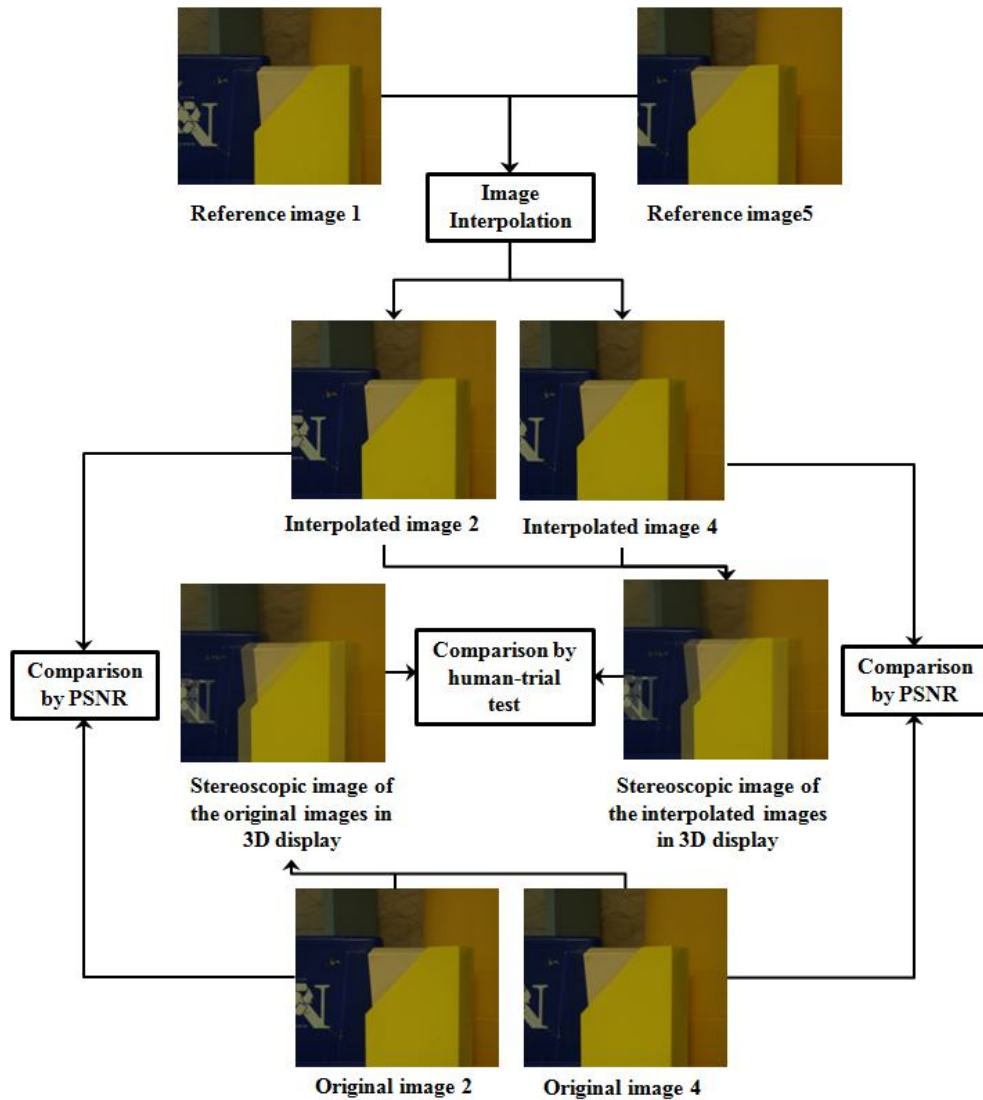 Reference image 1
Reference image5
Image
Interpolation
Interpolated image 2
Interpolated image 4
Comparison
by PSNR
Comparison by
human-trial
test
Comparison
by PSNR
Stereoscopic image of
the original images in
3D display
Stereoscopic image of
the interpolated images
in 3D display
Original image 2
Original image 4